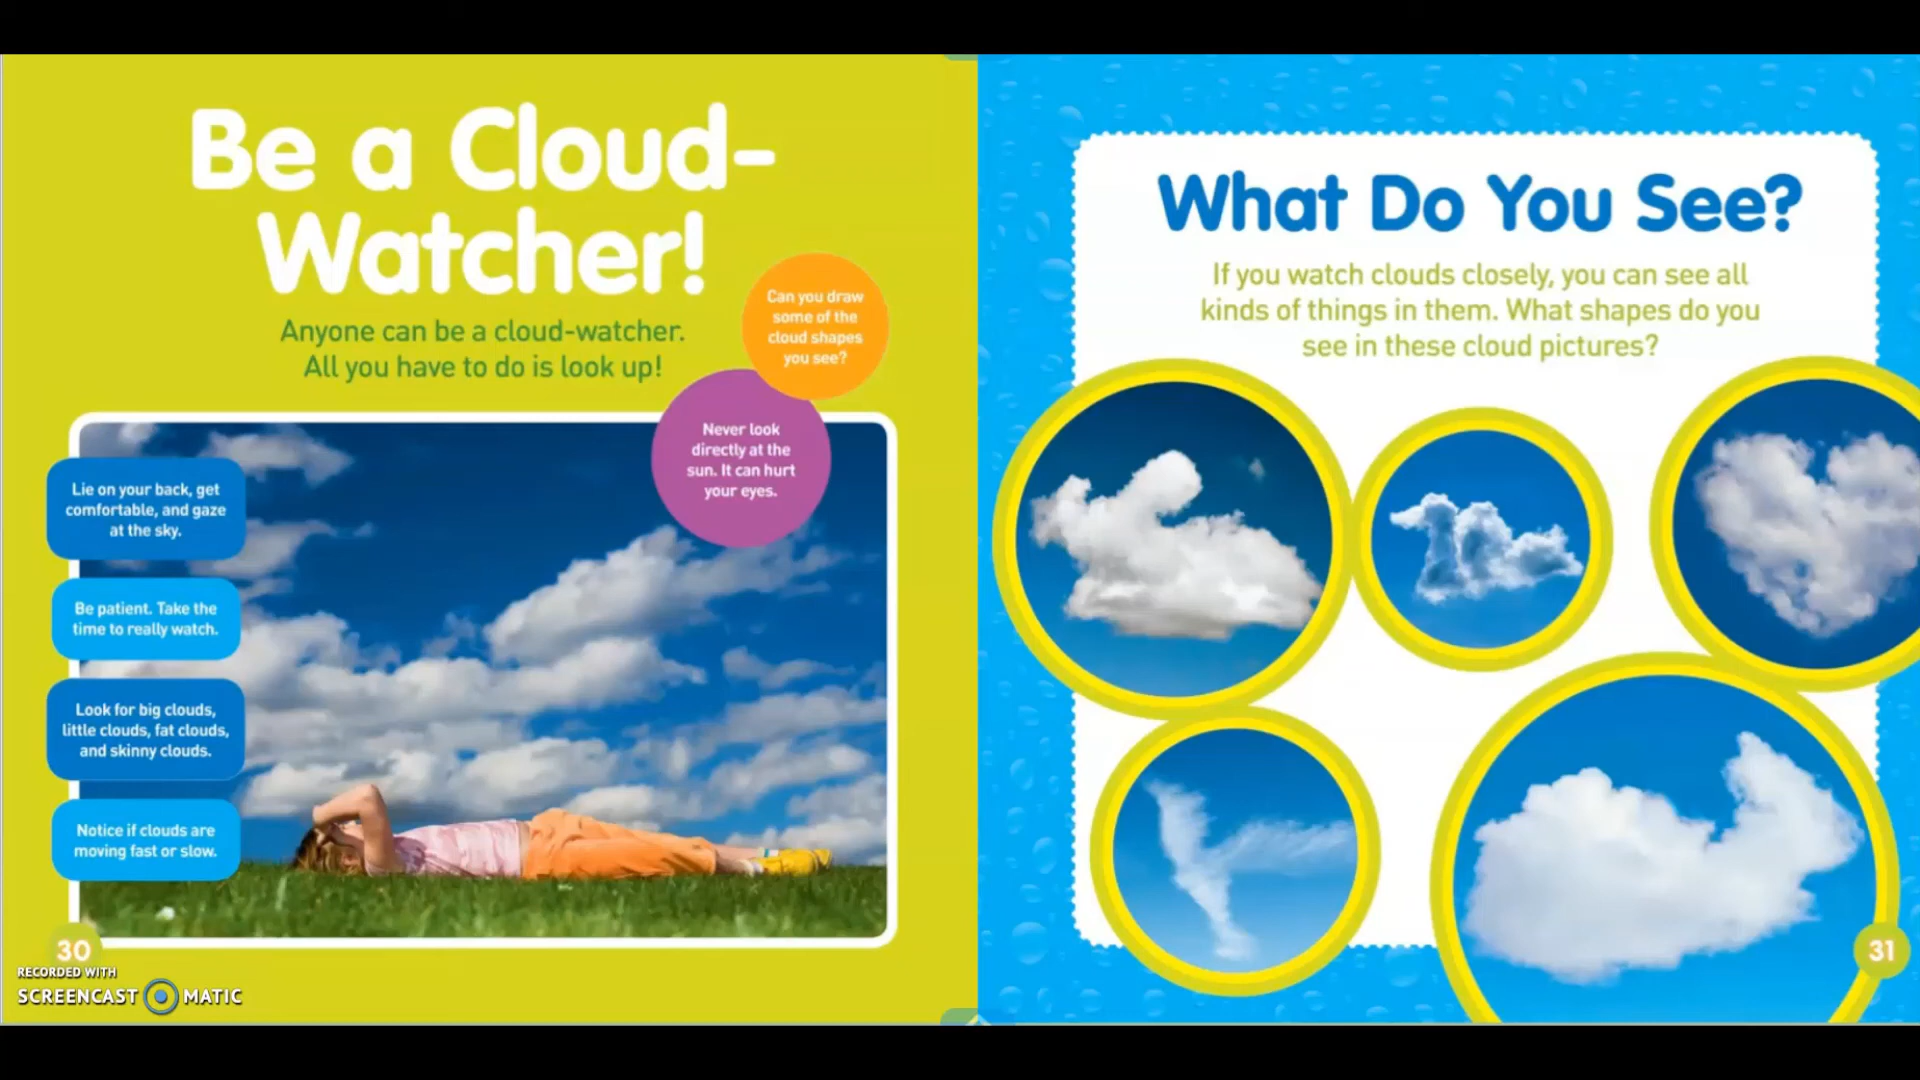 Be a Cloud-
Watcher!
Anyone can be a cloud-watcher.
All you have to do is look up!
Can you draw
some of the
cloud shapes
you see?
Never look
directly at the
sun. It can hurt
your eyes.
Lie on your back, get
comfortable, and gaze
at the sky.
Be patient. Take the
time to really watch.
Look for big clouds,
little clouds, fat clouds,
and skinny clouds.
Notice if clouds are
moving fast or slow.
30
RECORDED WITH
SCREENCAST MATIC
What Do You See?
If you watch clouds closely, you can see all
kinds of things in them. What shapes do you
see in these cloud pictures?
31